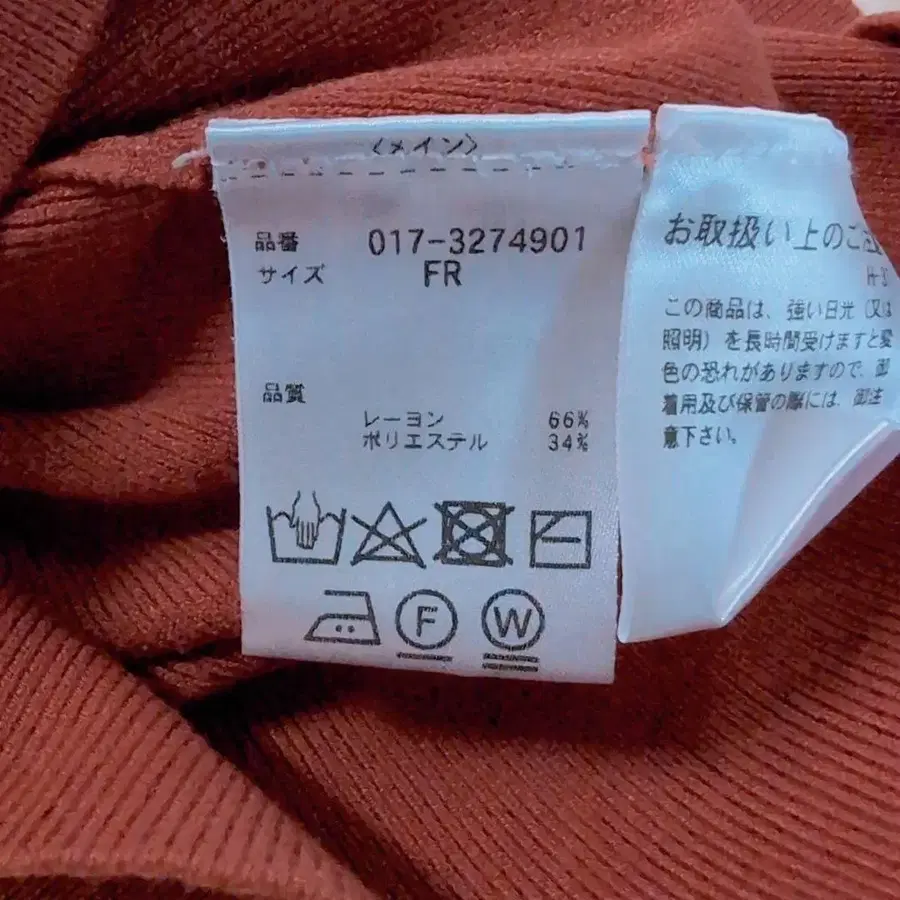 〈メイン〉
品番 017-3274901
サイズ FR
品質
レーヨン 66%
ポリエステル 34%
F W
お取扱い上のご注
この商品は、強い日光(又は
照明)を長時間受けますと変
色の恐れがありますので、御
着用及び保管の際には、御注
意下さい。